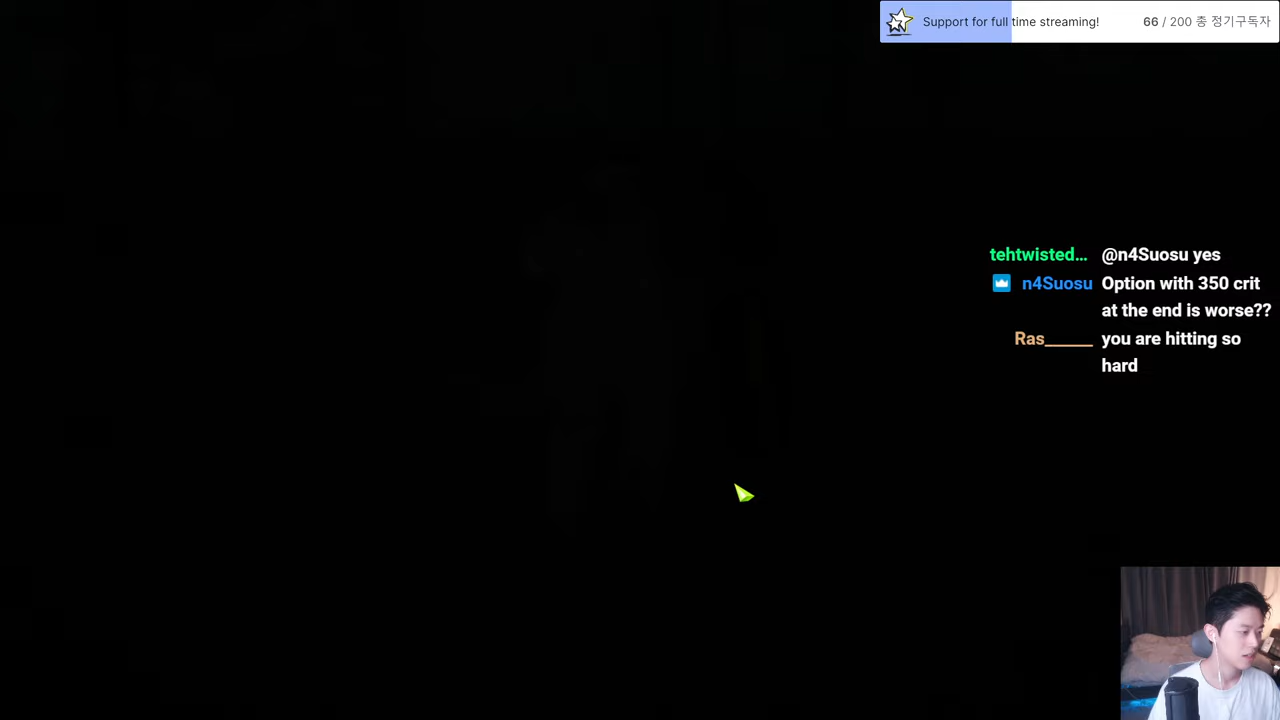 Support for full time streaming! 66 / 200 종 정기구독자
tehtwisted... @n4Suosu yes
n4Suosu Option with 350 crit
at the end is worse??
Ras______ you are hitting so
hard